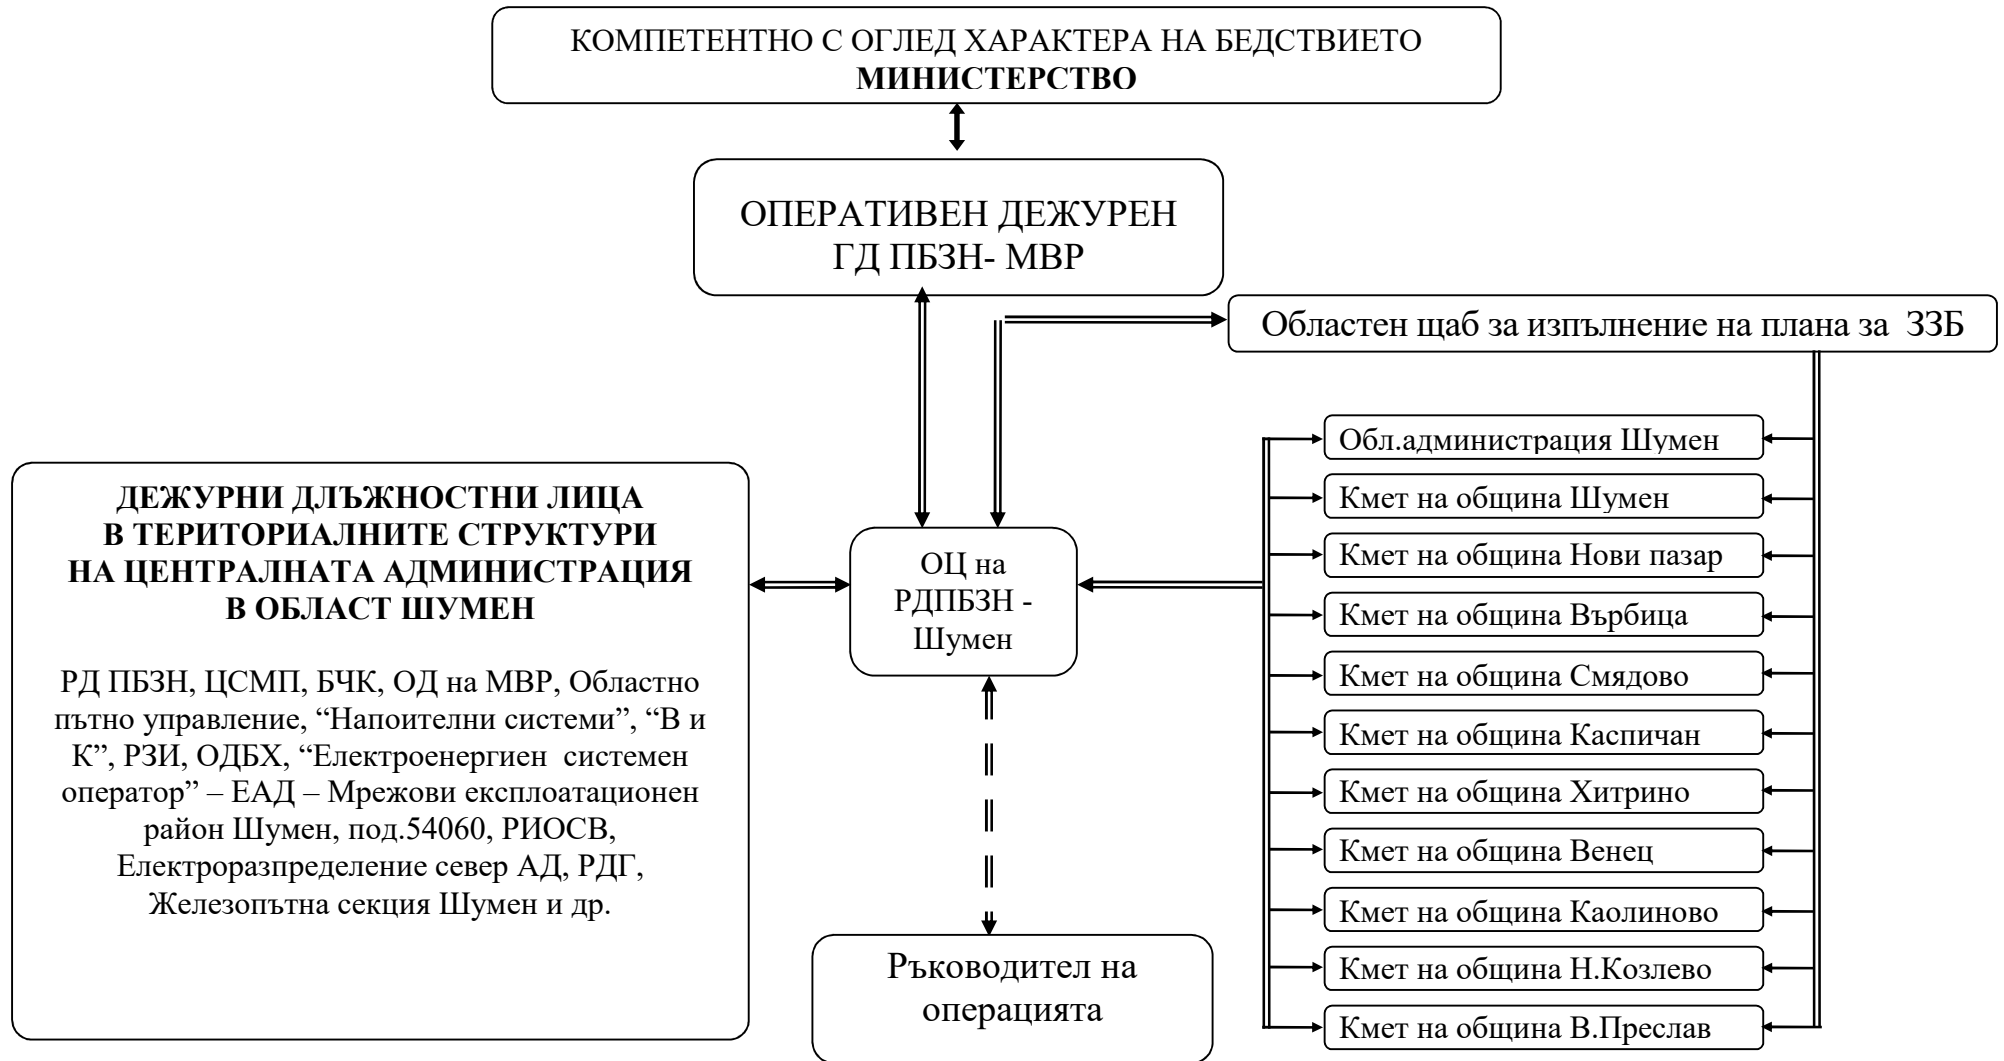 КОМПЕТЕНТНО С ОГЛЕД ХАРАКТЕРА НА БЕДСТВИЕТО
МИНИСТЕРСТВО
ОПЕРАТИВЕН ДЕЖУРЕН
ГД ПБЗН- МВР
Областен щаб за изпълнение на плана за ЗЗБ
ДЕЖУРНИ ДЛЪЖНОСТНИ ЛИЦА
В ТЕРИТОРИАЛНИТЕ СТРУКТУРИ
НА ЦЕНТРАЛНАТА АДМИНИСТРАЦИЯ
В ОБЛАСТ ШУМЕН
РД ПБЗН, ЦСМП, БЧК, ОД на МВР, Областно
пътно управление, “Напоителни системи”, “В и
К”, РЗИ, ОДБХ, “Електроенергиен системен
оператор” – ЕАД – Мрежови експлоатационен
район Шумен, под.54060, РИОСВ,
Електроразпределение север АД, РДГ,
Железопътна секция Шумен и др.
ОЦ на
РДПБЗН -
Шумен
Ръководител на
операцията
Обл.администрация Шумен
Кмет на община Шумен
Кмет на община Нови пазар
Кмет на община Върбица
Кмет на община Смядово
Кмет на община Каспичан
Кмет на община Хитрино
Кмет на община Венец
Кмет на община Каолиново
Кмет на община Н.Козлево
Кмет на община В.Преслав